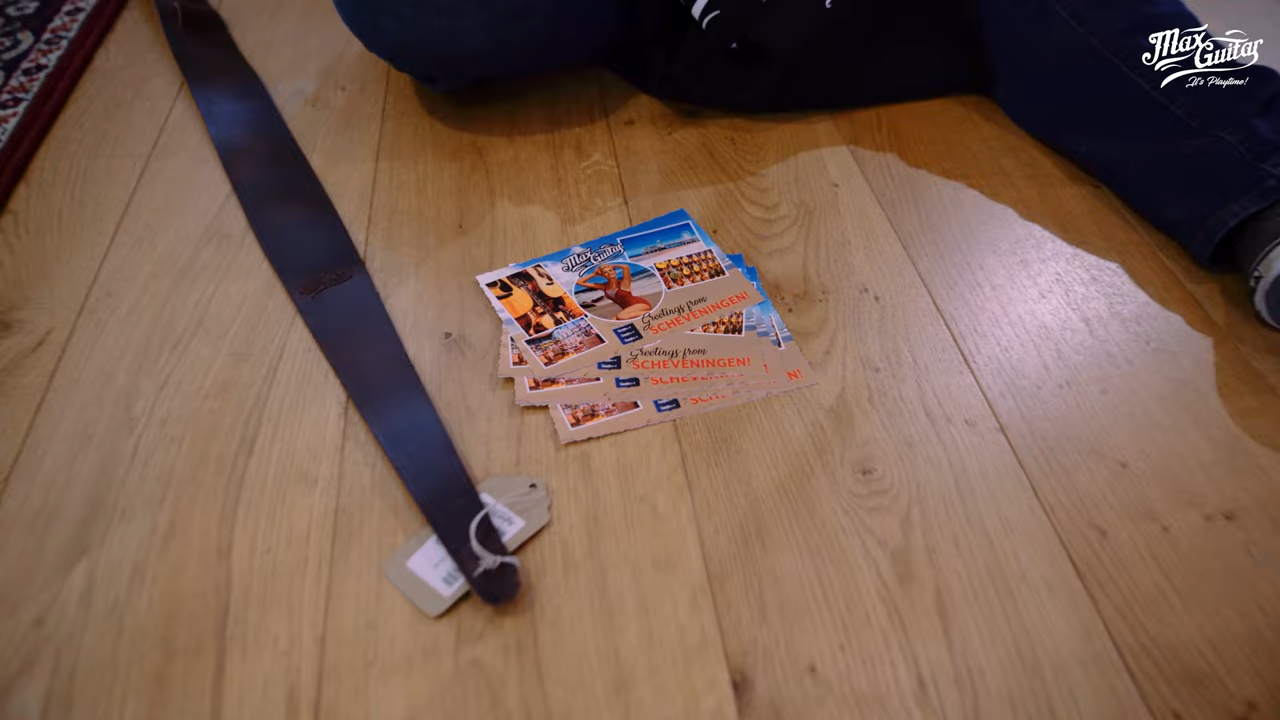 Max
Guitar
It's Playtime!
Max
Guitar
Greetings from
SCHEVENINGEN!
Greetings from
SCHEVENINGEN!
SCHEVENINGEN!